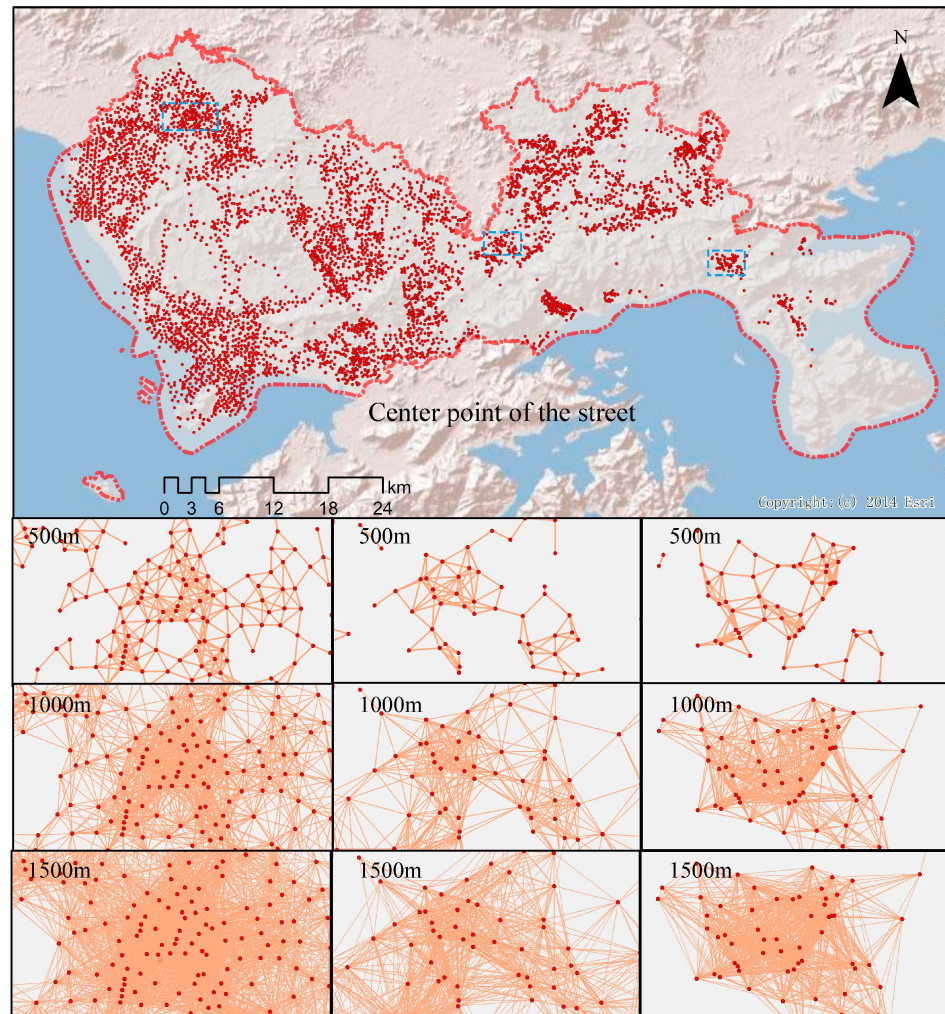 N
Center point of the street
km
0 3 6 12 18 24
Copyright:(c) 2014 Esri
500m 500m 500m
1000m 1000m 1000m
1500m 1500m 1500m